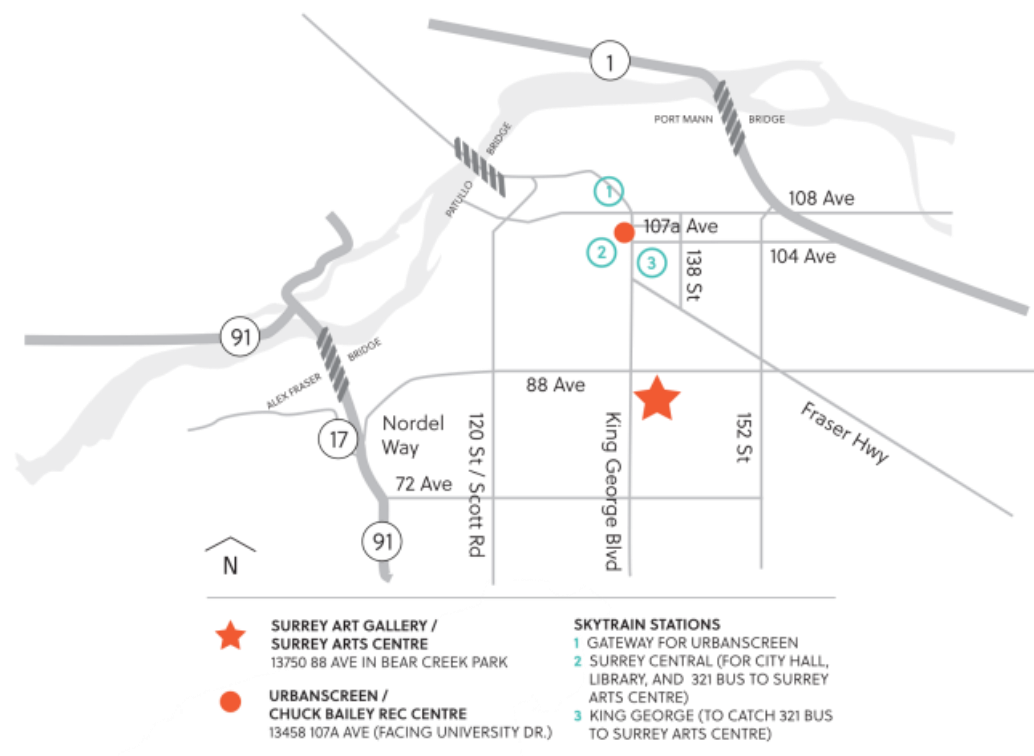 1
PORT MANN BRIDGE
PATULLO BRIDGE
1
108 Ave
107a Ave
2
3
104 Ave
138 St
91
ALEX FRASER BRIDGE
88 Ave
17
Nordel
Way
120 St / Scott Rd
King George Blvd
152 St
Fraser Hwy
72 Ave
91
N
SURREY ART GALLERY /
SURREY ARTS CENTRE
13750 88 AVE IN BEAR CREEK PARK
URBANSCREEN /
CHUCK BAILEY REC CENTRE
13458 107A AVE (FACING UNIVERSITY DR.)
SKYTRAIN STATIONS
1 GATEWAY FOR URBANSCREEN
2 SURREY CENTRAL (FOR CITY HALL,
LIBRARY, AND 321 BUS TO SURREY
ARTS CENTRE)
3 KING GEORGE (TO CATCH 321 BUS
TO SURREY ARTS CENTRE)